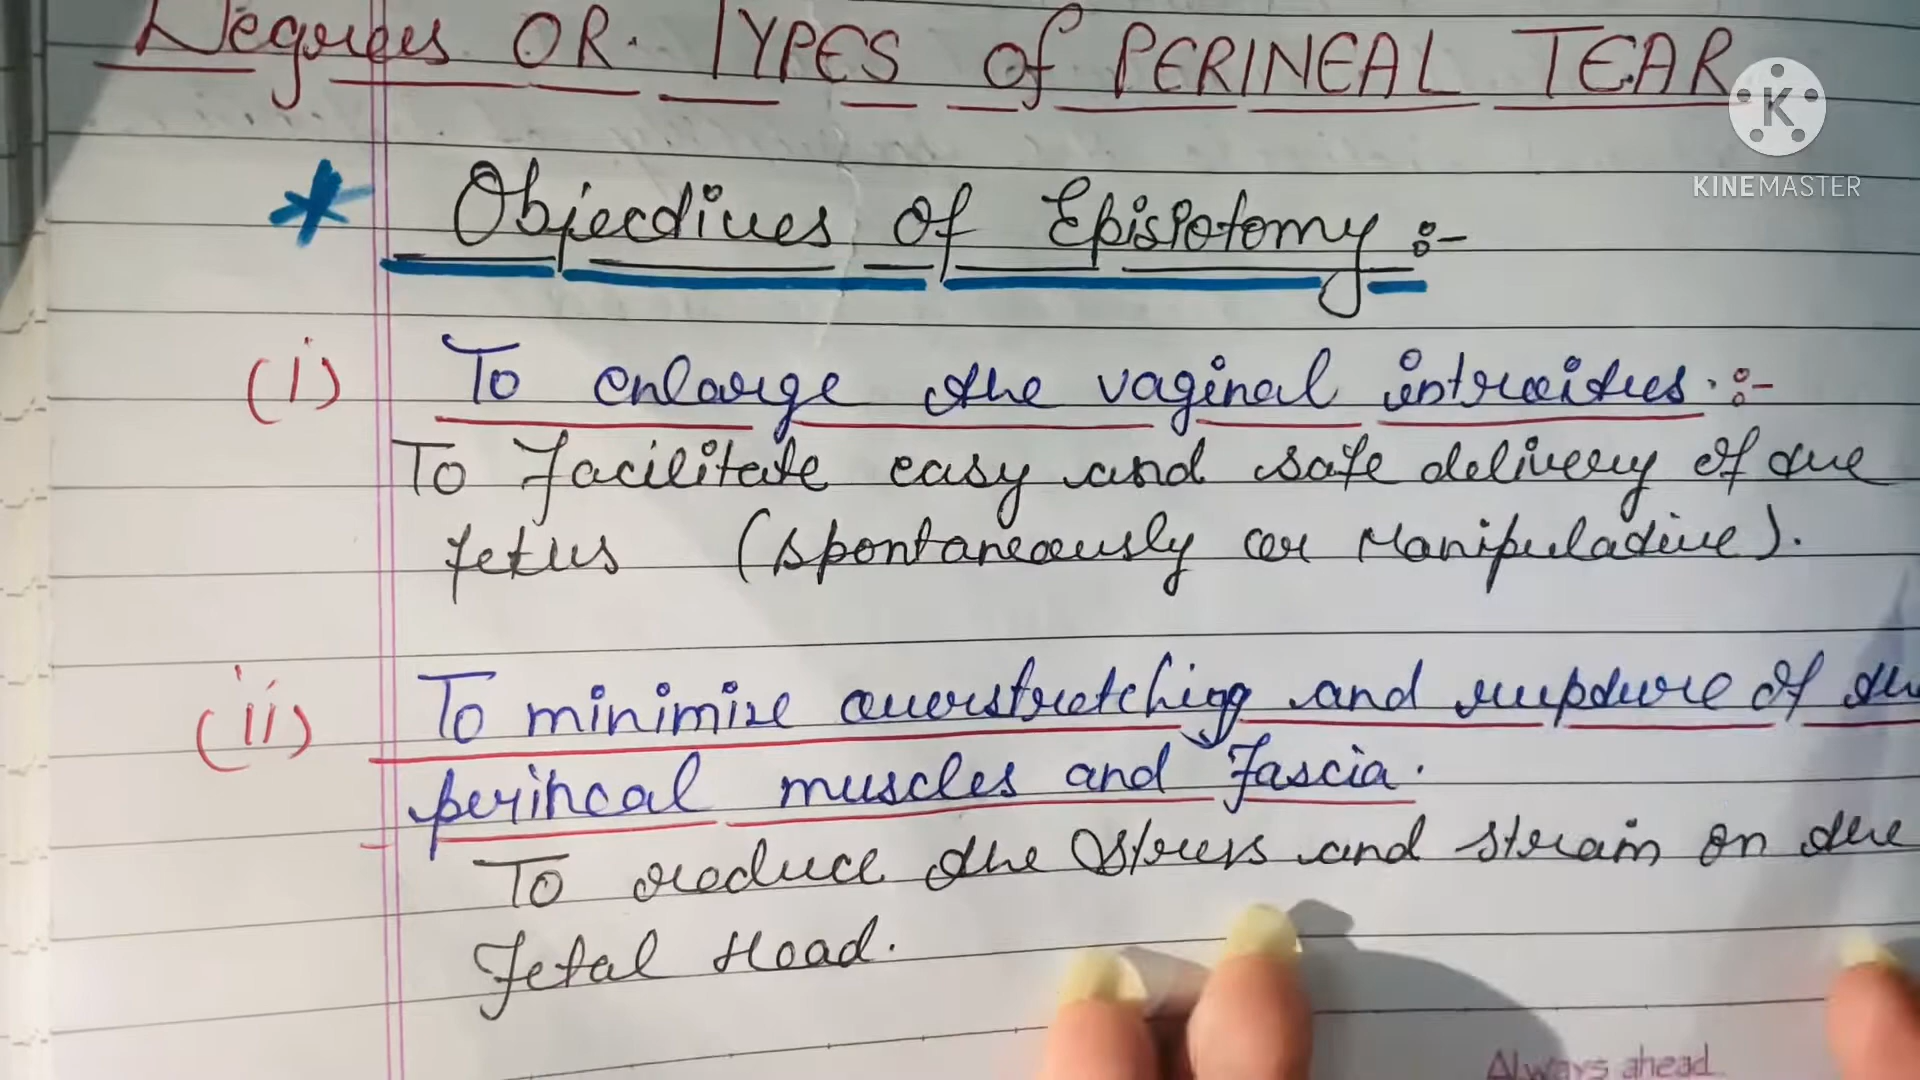 Degrees OR. TYPES of PERINEAL TEAR
KINEMASTER
* Objectives of Episiotomy :-
(i) To enlarge the vaginal introitus. :-
To facilitate easy and safe delivery of the
fetus (spontaneously or Manipulative).
(ii) To minimize overstretching and rupture of the
perineal muscles and fascia.
To reduce the stress and strain on the
fetal Head.
Always ahead